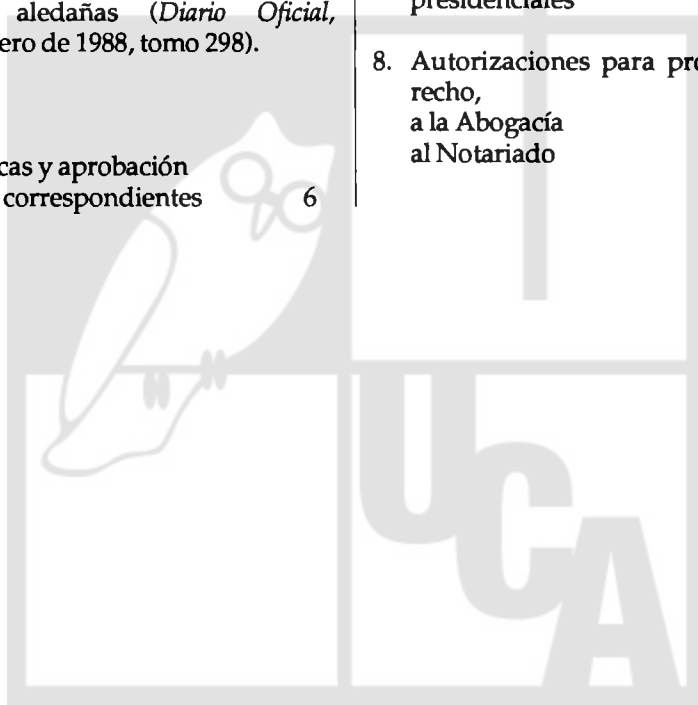 aledañas (Diario Oficial,
ero de 1988, tomo 298).
cas y aprobación
correspondientes 6
presidenciales
8. Autorizaciones para pro
recho,
a la Abogacía
al Notariado
UCA